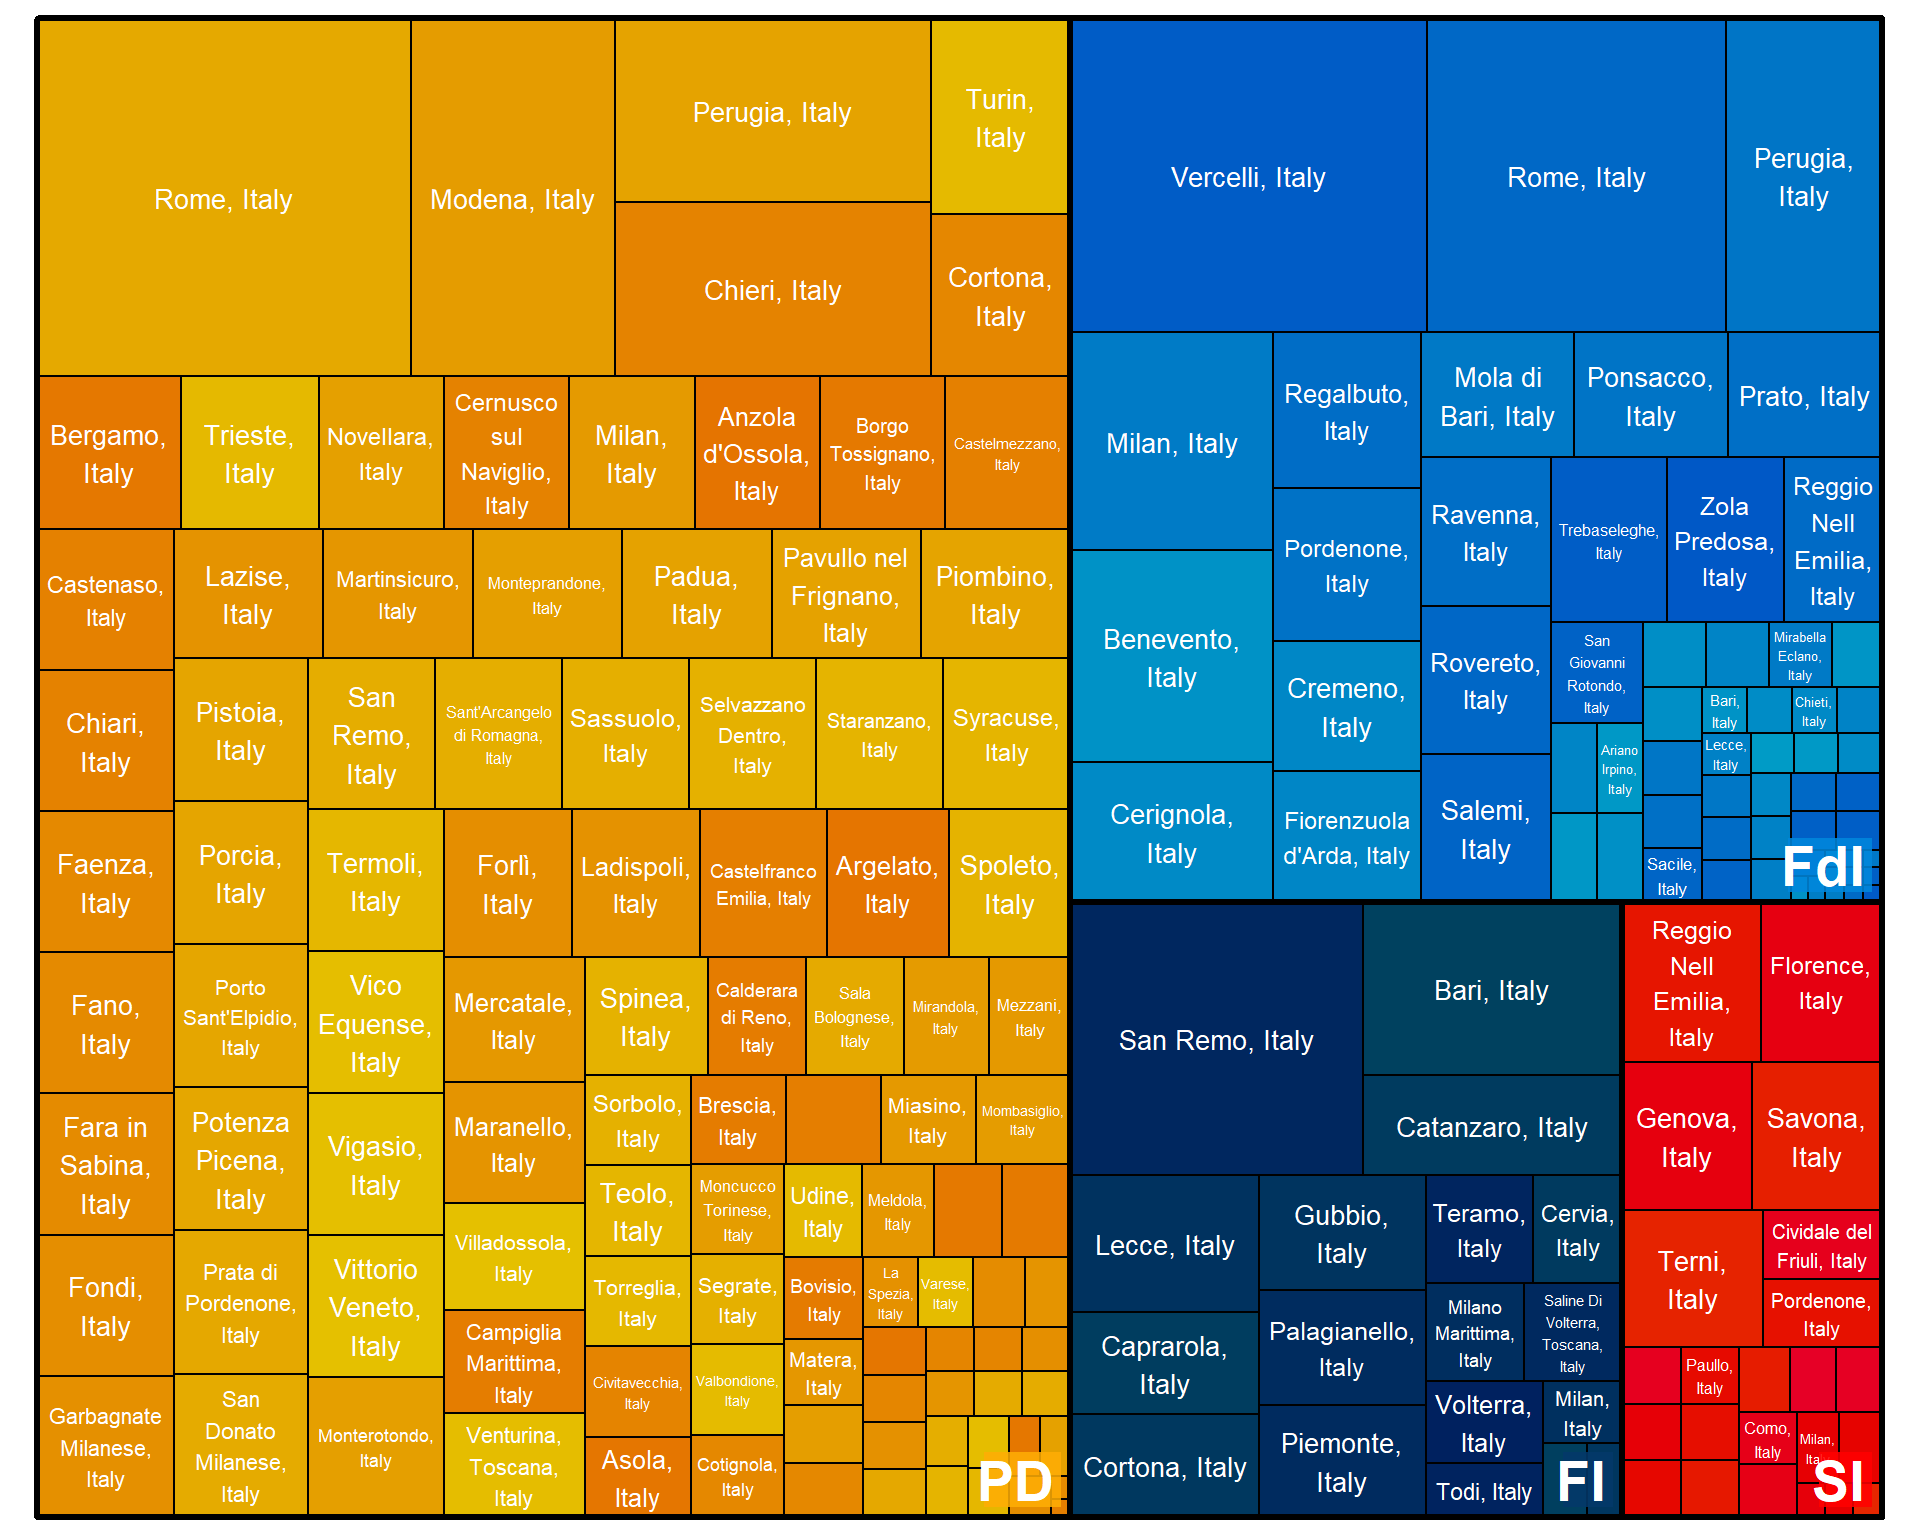 Rome, Italy
Modena, Italy
Perugia, Italy
Turin,
Italy
Chieri, Italy
Cortona,
Italy
Bergamo,
Italy
Trieste,
Italy
Novellara,
Italy
Cernusco
sul
Naviglio,
Italy
Milan,
Italy
Anzola
d'Ossola,
Italy
Borgo
Tossignano,
Italy
Castelmezzano,
Italy
Castenaso,
Italy
Lazise,
Italy
Martinsicuro,
Italy
Monteprandone,
Italy
Padua,
Italy
Pavullo nel
Frignano,
Italy
Piombino,
Italy
Chiari,
Italy
Pistoia,
Italy
San
Remo,
Italy
Sant'Arcangelo
di Romagna,
Italy
Sassuolo,
Italy
Selvazzano
Dentro,
Italy
Staranzano,
Italy
Syracuse,
Italy
Faenza,
Italy
Porcia,
Italy
Termoli,
Italy
Forlì,
Italy
Ladispoli,
Italy
Castelfranco
Emilia, Italy
Argelato,
Italy
Spoleto,
Italy
Fano,
Italy
Porto
Sant'Elpidio,
Italy
Vico
Equense,
Italy
Mercatale,
Italy
Spinea,
Italy
Calderara
di Reno,
Italy
Sala
Bolognese,
Italy
Mirandola,
Italy
Mezzani,
Italy
Fara in
Sabina,
Italy
Potenza
Picena,
Italy
Vigasio,
Italy
Maranello,
Italy
Sorbolo,
Italy
Brescia,
Italy
Miasino,
Italy
Mombasiglio,
Italy
Teolo,
Italy
Moncucco
Torinese,
Italy
Udine,
Italy
Meldola,
Italy
Fondi,
Italy
Prata di
Pordenone,
Italy
Vittorio
Veneto,
Italy
Villadossola,
Italy
Torreglia,
Italy
Segrate,
Italy
Bovisio,
Italy
La
Spezia,
Italy
Varese,
Italy
Campiglia
Marittima,
Italy
Civitavecchia,
Italy
Valbondione,
Italy
Matera,
Italy
Garbagnate
Milanese,
Italy
San
Donato
Milanese,
Italy
Monterotondo,
Italy
Venturina,
Toscana,
Italy
Asola,
Italy
Cotignola,
Italy
PD
Vercelli, Italy
Rome, Italy
Perugia,
Italy
Milan, Italy
Regalbuto,
Italy
Mola di
Bari, Italy
Ponsacco,
Italy
Prato, Italy
Pordenone,
Italy
Ravenna,
Italy
Trebaseleghe,
Italy
Zola
Predosa,
Italy
Reggio
Nell
Emilia,
Italy
Benevento,
Italy
Cremeno,
Italy
Rovereto,
Italy
San
Giovanni
Rotondo,
Italy
Mirabella
Eclano,
Italy
Bari,
Italy
Chieti,
Italy
Lecce,
Italy
Ariano
Irpino,
Italy
Cerignola,
Italy
Fiorenzuola
d'Arda, Italy
Salemi,
Italy
Sacile,
Italy
FdI
San Remo, Italy
Bari, Italy
Catanzaro, Italy
Lecce, Italy
Gubbio,
Italy
Teramo,
Italy
Cervia,
Italy
Caprarola,
Italy
Palagianello,
Italy
Milano
Marittima,
Italy
Saline Di
Volterra,
Toscana,
Italy
Cortona, Italy
Piemonte,
Italy
Volterra,
Italy
Milan,
Italy
Todi, Italy
FI
Reggio
Nell
Emilia,
Italy
Florence,
Italy
Genova,
Italy
Savona,
Italy
Terni,
Italy
Cividale del
Friuli, Italy
Pordenone,
Italy
Paullo,
Italy
Como,
Italy
Milan,
SI